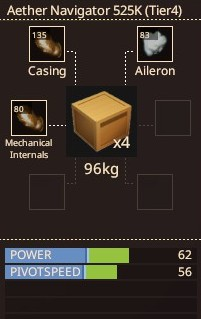 Aether Navigator 525K (Tier4)
135
83
Casing
Aileron
80
x4
Mechanical
Internals
96kg
POWER 62
PIVOTSPEED 56